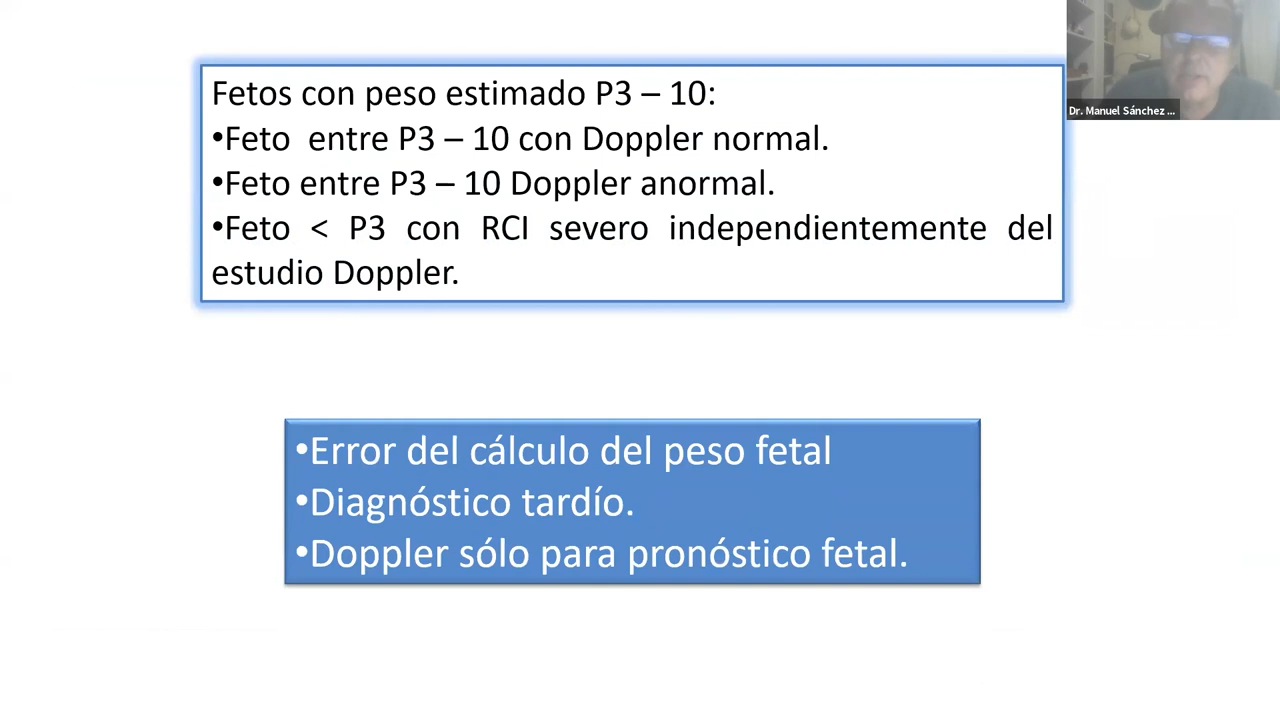 Fetos con peso estimado P3 – 10:
•Feto entre P3 – 10 con Doppler normal.
•Feto entre P3 – 10 Doppler anormal.
•Feto < P3 con RCI severo independientemente del
estudio Doppler.
Dr. Manuel Sánchez ...
•Error del cálculo del peso fetal
•Diagnóstico tardío.
•Doppler sólo para pronóstico fetal.